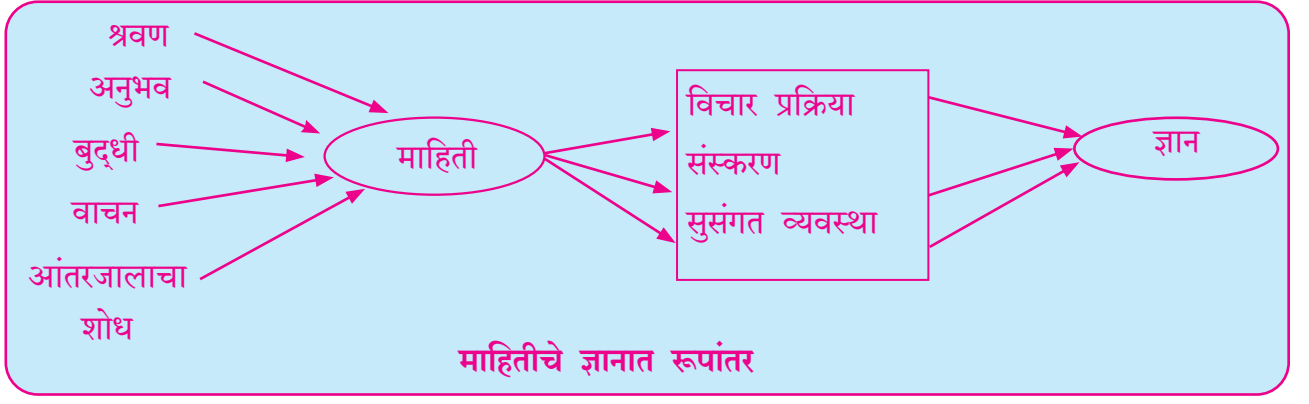 श्रवण
अनुभव
बुद्‌धी
वाचन
आंतरजालाचा
शोध
माहिती
विचार प्रक्रिया
संस्करण
सुसंगत व्यवस्था
ज्ञान
माहितीचे ज्ञानात रूपांतर